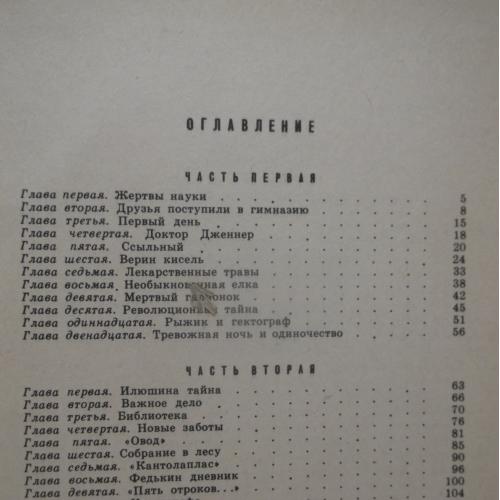 ОГЛАВЛЕНИЕ
ЧАСТЬ ПЕРВАЯ
Глава первая. Жертвы науки 5
Глава вторая. Друзья поступили в гимназию 8
Глава третья. Первый день 15
Глава четвертая. Доктор Дженнер 18
Глава пятая. Ссыльный 20
Глава шестая. Верин кисель 24
Глава седьмая. Лекарственные травы 33
Глава восьмая. Необыкновенная елка 38
Глава девятая. Мертвый 42
Глава десятая. Революционная тайна 45
Глава одиннадцатая. Рыжик и гектограф 51
Глава двенадцатая. Тревожная ночь и одиночество 56
ЧАСТЬ ВТОРАЯ
Глава первая. Илюшина тайна 63
Глава вторая. Важное дело 66
Глава третья. Библиотека 70
Глава четвертая. Новые заботы 76
Глава пятая. «Овод» 81
Глава шестая. Собрание в лесу 85
Глава седьмая. «Кантолаплас» 90
Глава восьмая. Федькин дневник 96
Глава девятая. "Пять отроков..." 100
104